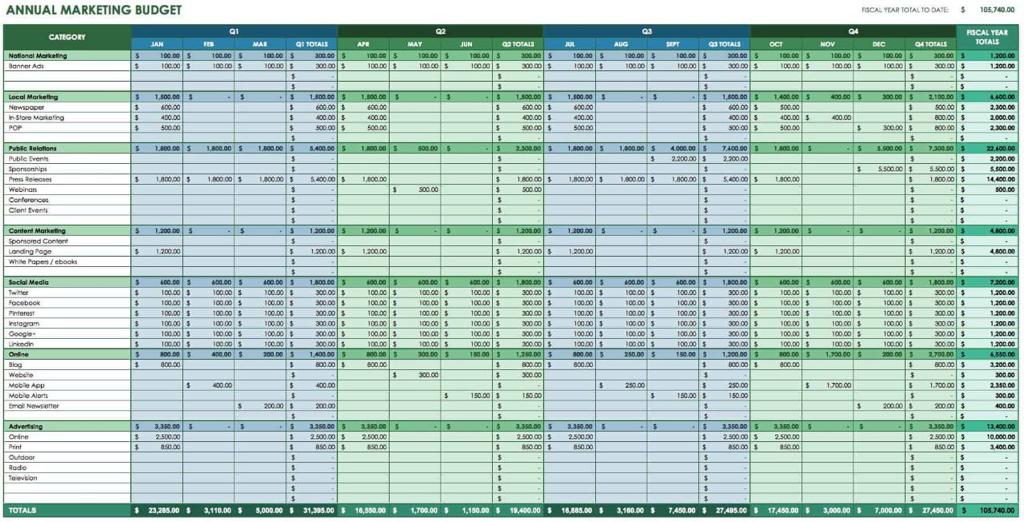 ANNUAL MARKETING BUDGET FISCAL YEAR TOTAL TO DATE: $ 105,740.00
CATEGORY Q1 Q2 Q3 Q4 FISCAL YEAR TOTALS
JAN FEB MAR Q1 TOTALS APR MAY JUN Q2 TOTALS JUL AUG SEPT Q3 TOTALS OCT NOV DEC Q4 TOTALS
National Marketing $ 100.00 $ 100.00 $ 100.00 $ 300.00 $ 100.00 $ 100.00 $ 100.00 $ 300.00 $ 100.00 $ 100.00 $ 100.00 $ 300.00 $ 100.00 $ 100.00 $ 100.00 $ 300.00 $ 1,200.00
Banner Ads $ 100.00 $ 100.00 $ 100.00 $ 300.00 $ 100.00 $ 100.00 $ 100.00 $ 300.00 $ 100.00 $ 100.00 $ 100.00 $ 300.00 $ 100.00 $ 100.00 $ 100.00 $ 300.00 $ 1,200.00
$ - $ - $ - $ - $ -
$ - $ - $ - $ - $ -
Local Marketing $ 1,500.00 $ - $ - $ 1,500.00 $ 1,500.00 $ - $ - $ 1,500.00 $ 1,500.00 $ - $ - $ 1,500.00 $ 1,400.00 $ 400.00 $ 300.00 $ 2,100.00 $ 6,600.00
Newspaper $ 600.00 $ 600.00 $ 600.00 $ 600.00 $ 600.00 $ 600.00 $ 500.00 $ 500.00 $ 2,300.00
In-Store Marketing $ 400.00 $ 400.00 $ 400.00 $ 400.00 $ 400.00 $ 400.00 $ 400.00 $ 400.00 $ 800.00 $ 2,000.00
POP $ 500.00 $ 500.00 $ 500.00 $ 500.00 $ 500.00 $ 500.00 $ 500.00 $ 300.00 $ 800.00 $ 2,300.00
$ - $ - $ - $ - $ -
Public Relations $ 1,800.00 $ 1,800.00 $ 1,800.00 $ 5,400.00 $ 1,800.00 $ 500.00 $ - $ 2,300.00 $ 1,800.00 $ 1,800.00 $ 4,000.00 $ 7,600.00 $ 1,800.00 $ - $ 5,500.00 $ 7,300.00 $ 22,600.00
Public Events $ - $ - $ 2,200.00 $ 2,200.00 $ - $ 2,200.00
Sponsorships $ - $ - $ - $ 5,500.00 $ 5,500.00 $ 5,500.00
Press Releases $ 1,800.00 $ 1,800.00 $ 1,800.00 $ 5,400.00 $ 1,800.00 $ 1,800.00 $ 1,800.00 $ 1,800.00 $ 1,800.00 $ 5,400.00 $ 1,800.00 $ 1,800.00 $ 14,400.00
Webinars $ - $ 500.00 $ 500.00 $ - $ - $ 500.00
Conferences $ - $ - $ - $ - $ -
Client Events $ - $ - $ - $ - $ -
$ - $ - $ - $ - $ -
Content Marketing $ 1,200.00 $ - $ - $ 1,200.00 $ 1,200.00 $ - $ - $ 1,200.00 $ 1,200.00 $ - $ - $ 1,200.00 $ 1,200.00 $ - $ - $ 1,200.00 $ 4,800.00
Sponsored Content $ - $ - $ - $ - $ -
Landing Page $ 1,200.00 $ 1,200.00 $ 1,200.00 $ 1,200.00 $ 1,200.00 $ 1,200.00 $ 1,200.00 $ 1,200.00 $ 4,800.00
White Papers / ebooks $ - $ - $ - $ - $ -
$ - $ - $ - $ - $ -
Social Media $ 600.00 $ 600.00 $ 600.00 $ 1,800.00 $ 600.00 $ 600.00 $ 600.00 $ 1,800.00 $ 600.00 $ 600.00 $ 600.00 $ 1,800.00 $ 600.00 $ 600.00 $ 600.00 $ 1,800.00 $ 7,200.00
Twitter $ 100.00 $ 100.00 $ 100.00 $ 300.00 $ 100.00 $ 100.00 $ 100.00 $ 300.00 $ 100.00 $ 100.00 $ 100.00 $ 300.00 $ 100.00 $ 100.00 $ 100.00 $ 300.00 $ 1,200.00
Facebook $ 100.00 $ 100.00 $ 100.00 $ 300.00 $ 100.00 $ 100.00 $ 100.00 $ 300.00 $ 100.00 $ 100.00 $ 100.00 $ 300.00 $ 100.00 $ 100.00 $ 100.00 $ 300.00 $ 1,200.00
Pinterest $ 100.00 $ 100.00 $ 100.00 $ 300.00 $ 100.00 $ 100.00 $ 100.00 $ 300.00 $ 100.00 $ 100.00 $ 100.00 $ 300.00 $ 100.00 $ 100.00 $ 100.00 $ 300.00 $ 1,200.00
Instagram $ 100.00 $ 100.00 $ 100.00 $ 300.00 $ 100.00 $ 100.00 $ 100.00 $ 300.00 $ 100.00 $ 100.00 $ 100.00 $ 300.00 $ 100.00 $ 100.00 $ 100.00 $ 300.00 $ 1,200.00
Google+ $ 100.00 $ 100.00 $ 100.00 $ 300.00 $ 100.00 $ 100.00 $ 100.00 $ 300.00 $ 100.00 $ 100.00 $ 100.00 $ 300.00 $ 100.00 $ 100.00 $ 100.00 $ 300.00 $ 1,200.00
LinkedIn $ 100.00 $ 100.00 $ 100.00 $ 300.00 $ 100.00 $ 100.00 $ 100.00 $ 300.00 $ 100.00 $ 100.00 $ 100.00 $ 300.00 $ 100.00 $ 100.00 $ 100.00 $ 300.00 $ 1,200.00
Online $ 800.00 $ 400.00 $ 200.00 $ 1,400.00 $ 800.00 $ 300.00 $ 150.00 $ 1,250.00 $ 800.00 $ 250.00 $ 150.00 $ 1,200.00 $ 800.00 $ 1,700.00 $ 200.00 $ 2,700.00 $ 6,550.00
Blog $ 800.00 $ 800.00 $ 800.00 $ 800.00 $ 800.00 $ 800.00 $ 800.00 $ 800.00 $ 3,200.00
Website $ - $ 300.00 $ 300.00 $ - $ - $ 300.00
Mobile App $ 400.00 $ 400.00 $ - $ 250.00 $ 250.00 $ 1,700.00 $ 1,700.00 $ 2,350.00
Mobile Alerts $ - $ 150.00 $ 150.00 $ 150.00 $ 150.00 $ - $ 300.00
Email Newsletter $ 200.00 $ 200.00 $ - $ - $ 200.00 $ 200.00 $ 400.00
$ - $ - $ - $ - $ -
Advertising $ 3,350.00 $ - $ - $ 3,350.00 $ 3,350.00 $ - $ - $ 3,350.00 $ 3,350.00 $ - $ - $ 3,350.00 $ 3,350.00 $ - $ - $ 3,350.00 $ 13,400.00
Online $ 2,500.00 $ 2,500.00 $ 2,500.00 $ 2,500.00 $ 2,500.00 $ 2,500.00 $ 2,500.00 $ 2,500.00 $ 10,000.00
Print $ 850.00 $ 850.00 $ 850.00 $ 850.00 $ 850.00 $ 850.00 $ 850.00 $ 850.00 $ 3,400.00
Outdoor $ - $ - $ - $ - $ -
Radio $ - $ - $ - $ - $ -
Television $ - $ - $ - $ - $ -
$ - $ - $ - $ - $ -
$ - $ - $ - $ - $ -
TOTALS $ 23,285.00 $ 3,110.00 $ 5,000.00 $ 31,395.00 $ 16,550.00 $ 1,700.00 $ 1,150.00 $ 19,400.00 $ 16,885.00 $ 3,160.00 $ 7,450.00 $ 27,495.00 $ 17,450.00 $ 3,000.00 $ 7,000.00 $ 27,450.00 $ 105,740.00